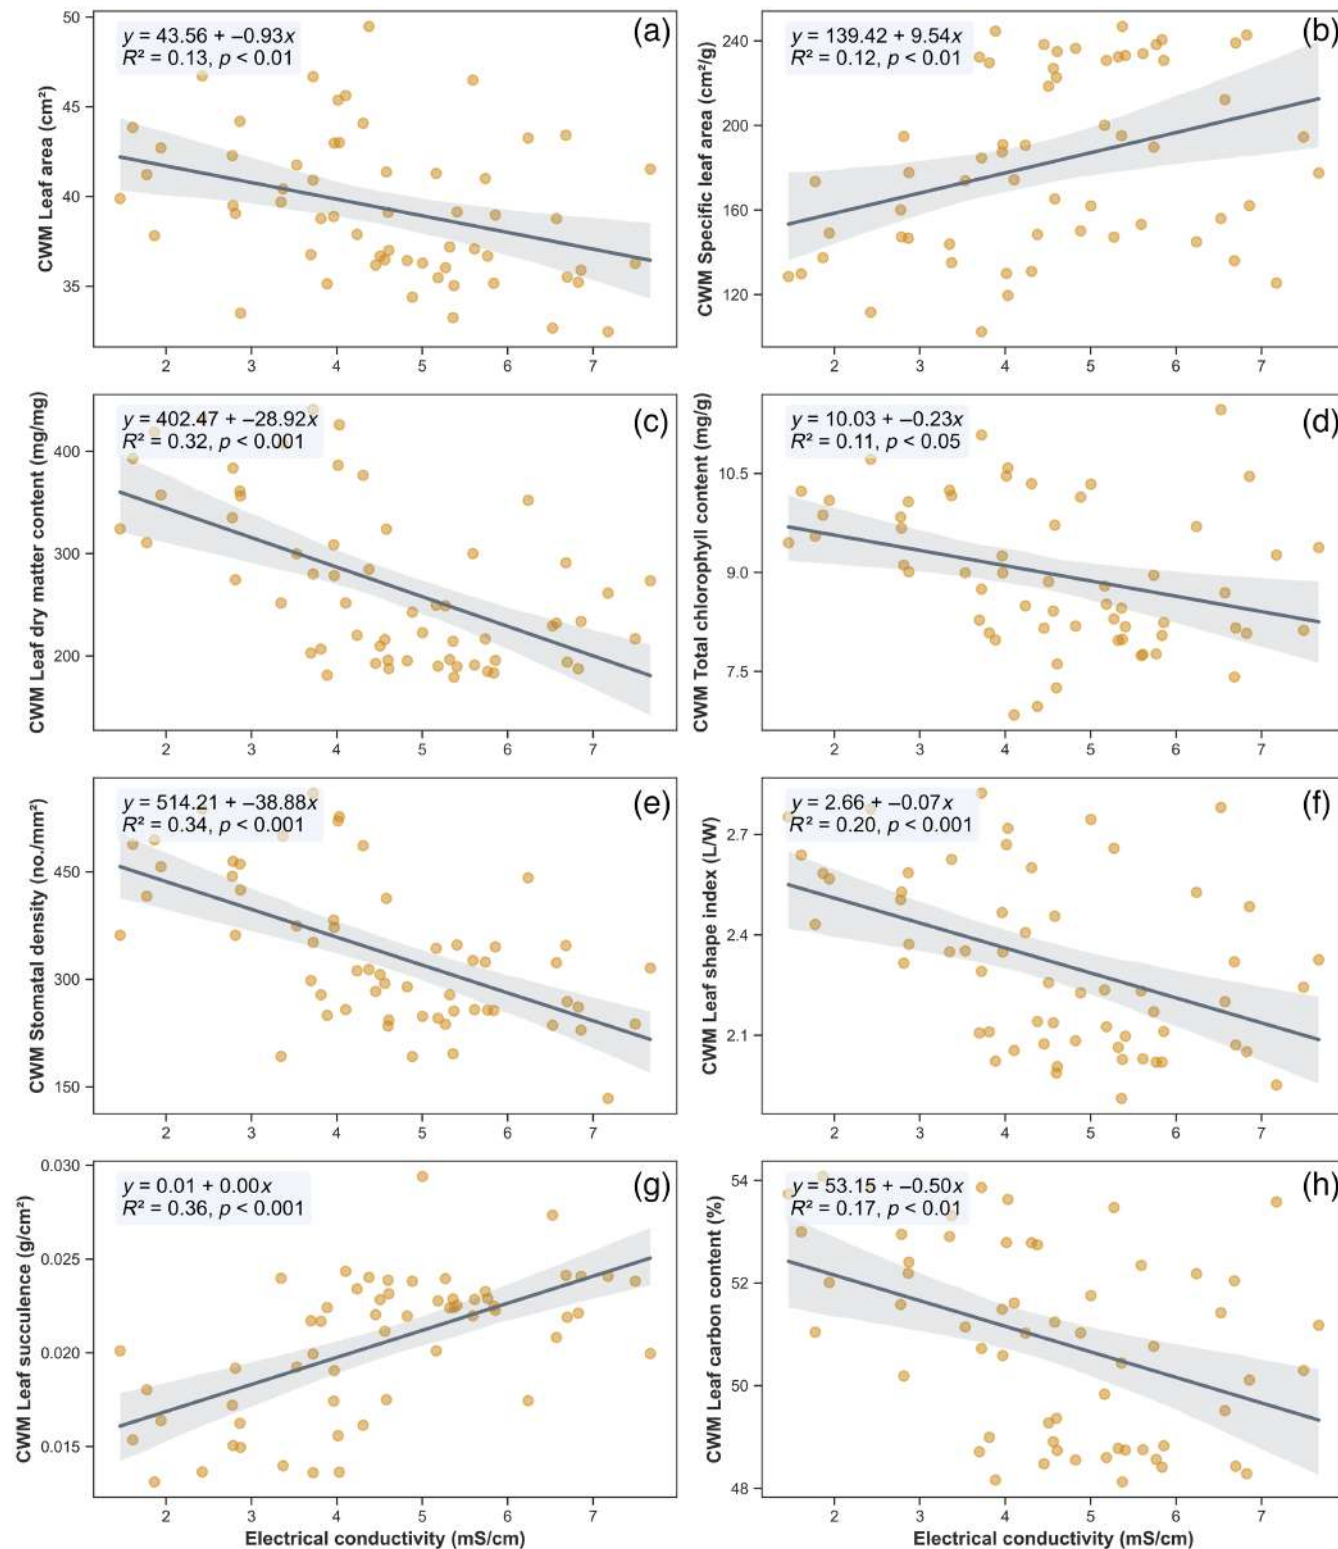 y = 43.56 + −0.93x
R² = 0.13, p < 0.01
(a)
CWM Leaf area (cm²)
50
45
40
35
2 3 4 5 6 7
y = 139.42 + 9.54x
R² = 0.12, p < 0.01
(b)
CWM Specific leaf area (cm²/g)
240
200
160
120
2 3 4 5 6 7
y = 402.47 + −28.92x
R² = 0.32, p < 0.001
(c)
CWM Leaf dry matter content (mg/mg)
400
300
200
2 3 4 5 6 7
y = 10.03 + −0.23x
R² = 0.11, p < 0.05
(d)
CWM Total chlorophyll content (mg/g)
10.5
9.0
7.5
2 3 4 5 6 7
y = 514.21 + −38.88x
R² = 0.34, p < 0.001
(e)
CWM Stomatal density (no./mm²)
450
300
150
2 3 4 5 6 7
y = 2.66 + −0.07x
R² = 0.20, p < 0.001
(f)
CWM Leaf shape index (L/W)
2.7
2.4
2.1
2 3 4 5 6 7
y = 0.01 + 0.00x
R² = 0.36, p < 0.001
(g)
CWM Leaf succulence (g/cm²)
0.030
0.025
0.020
0.015
2 3 4 5 6 7
Electrical conductivity (mS/cm)
y = 53.15 + −0.50x
R² = 0.17, p < 0.01
(h)
CWM Leaf carbon content (%)
54
52
50
48
2 3 4 5 6 7
Electrical conductivity (mS/cm)